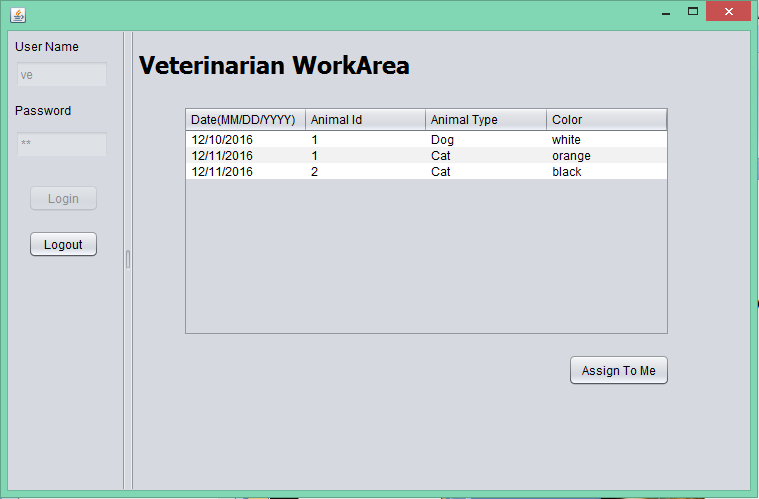 User Name
ve
Password
**
Login
Logout
Veterinarian WorkArea
Date(MM/DD/YYYY) Animal Id Animal Type Color
12/10/2016 1 Dog white
12/11/2016 1 Cat orange
12/11/2016 2 Cat black
Assign To Me